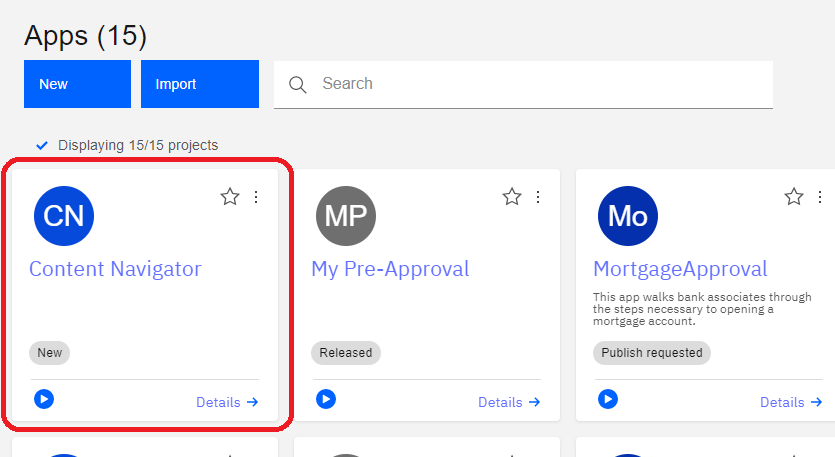 Apps (15)
New
Import
Search
Displaying 15/15 projects
CN
Content Navigator
New
Details
MP
My Pre-Approval
Released
Details
Mo
MortgageApproval
This app walks bank associates through
the steps necessary to opening a
mortgage account.
Publish requested
Details